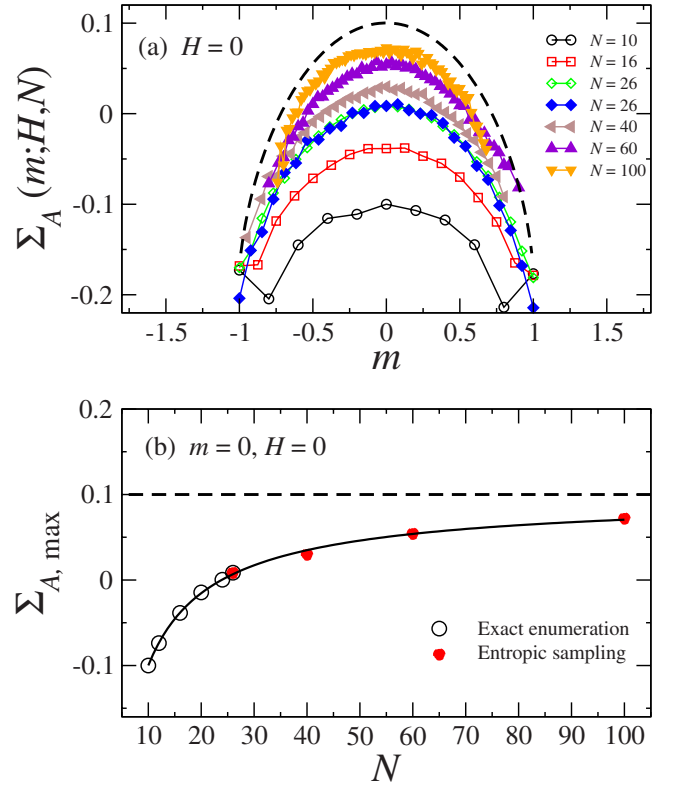 (a) H = 0
Σ_A (m;H,N)
0.1
0
-0.1
-0.2
N = 10
N = 16
N = 26
N = 26
N = 40
N = 60
N = 100
-1.5 -1 -0.5 0 0.5 1 1.5
m
(b) m = 0, H = 0
Σ_A, max
0.2
0.1
0
-0.1
Exact enumeration
Entropic sampling
10 20 30 40 50 60 70 80 90 100
N